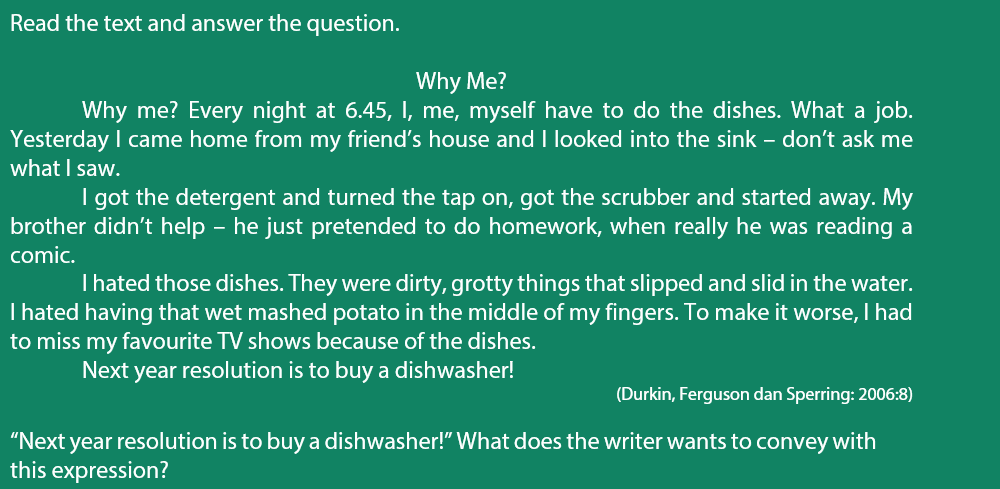 Read the text and answer the question.
Why Me?
Why me? Every night at 6.45, I, me, myself have to do the dishes. What a job.
Yesterday I came home from my friend’s house and I looked into the sink – don’t ask me
what I saw.
I got the detergent and turned the tap on, got the scrubber and started away. My
brother didn’t help – he just pretended to do homework, when really he was reading a
comic.
I hated those dishes. They were dirty, grotty things that slipped and slid in the water.
I hated having that wet mashed potato in the middle of my fingers. To make it worse, I had
to miss my favourite TV shows because of the dishes.
Next year resolution is to buy a dishwasher!
(Durkin, Ferguson dan Sperring: 2006:8)
“Next year resolution is to buy a dishwasher!” What does the writer wants to convey with
this expression?